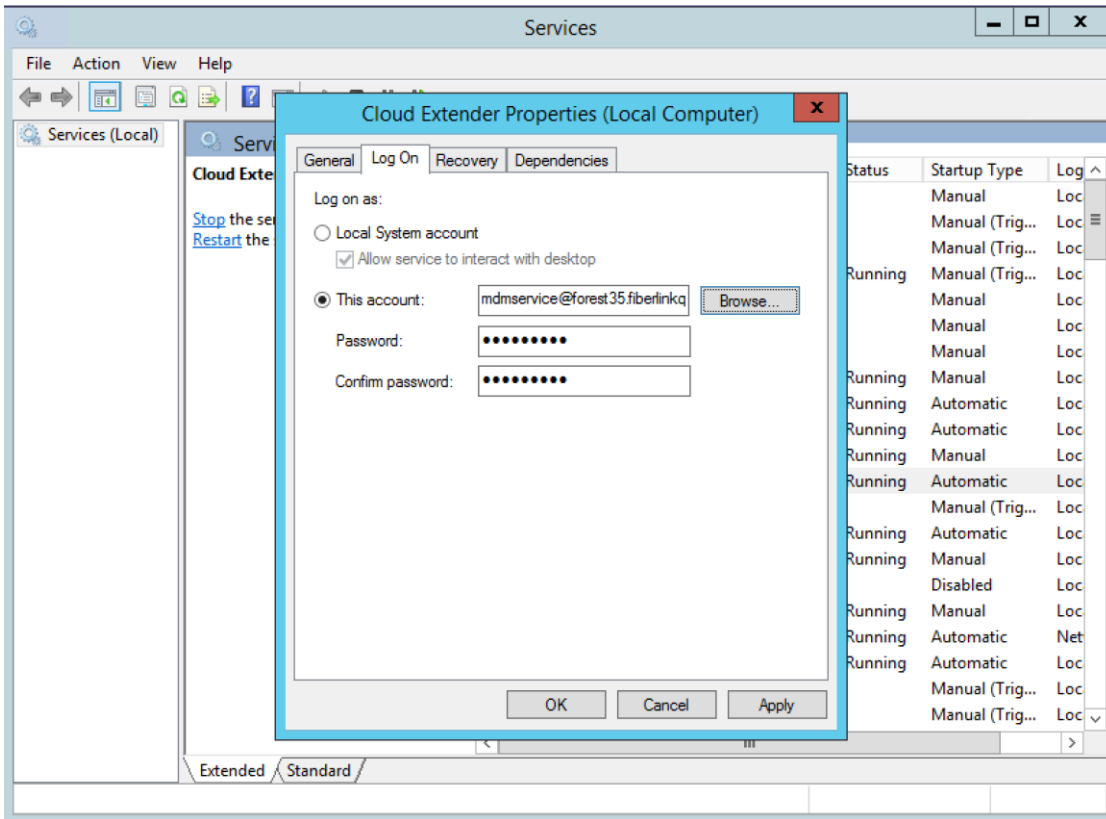 Services
File Action View Help
Services (Local)
Servi
Cloud Exte
Stop the ser
Restart the
Cloud Extender Properties (Local Computer)
General Log On Recovery Dependencies
Log on as:
Local System account
Allow service to interact with desktop
This account: mdmservice@forest35.fiberlinkq Browse...
Password: •••••••••
Confirm password: •••••••••
OK Cancel Apply
Status Startup Type Log
Manual Loc
Manual (Trig... Loc
Manual (Trig... Loc
Running Manual (Trig... Loc
Manual Loc
Manual Loc
Manual Loc
Running Manual Loc
Running Automatic Loc
Running Automatic Loc
Running Manual Loc
Running Automatic Loc
Manual (Trig... Loc
Running Automatic Loc
Running Manual Loc
Disabled Loc
Running Manual Loc
Running Automatic Net
Running Automatic Loc
Manual (Trig... Loc
Manual (Trig... Loc
Extended Standard